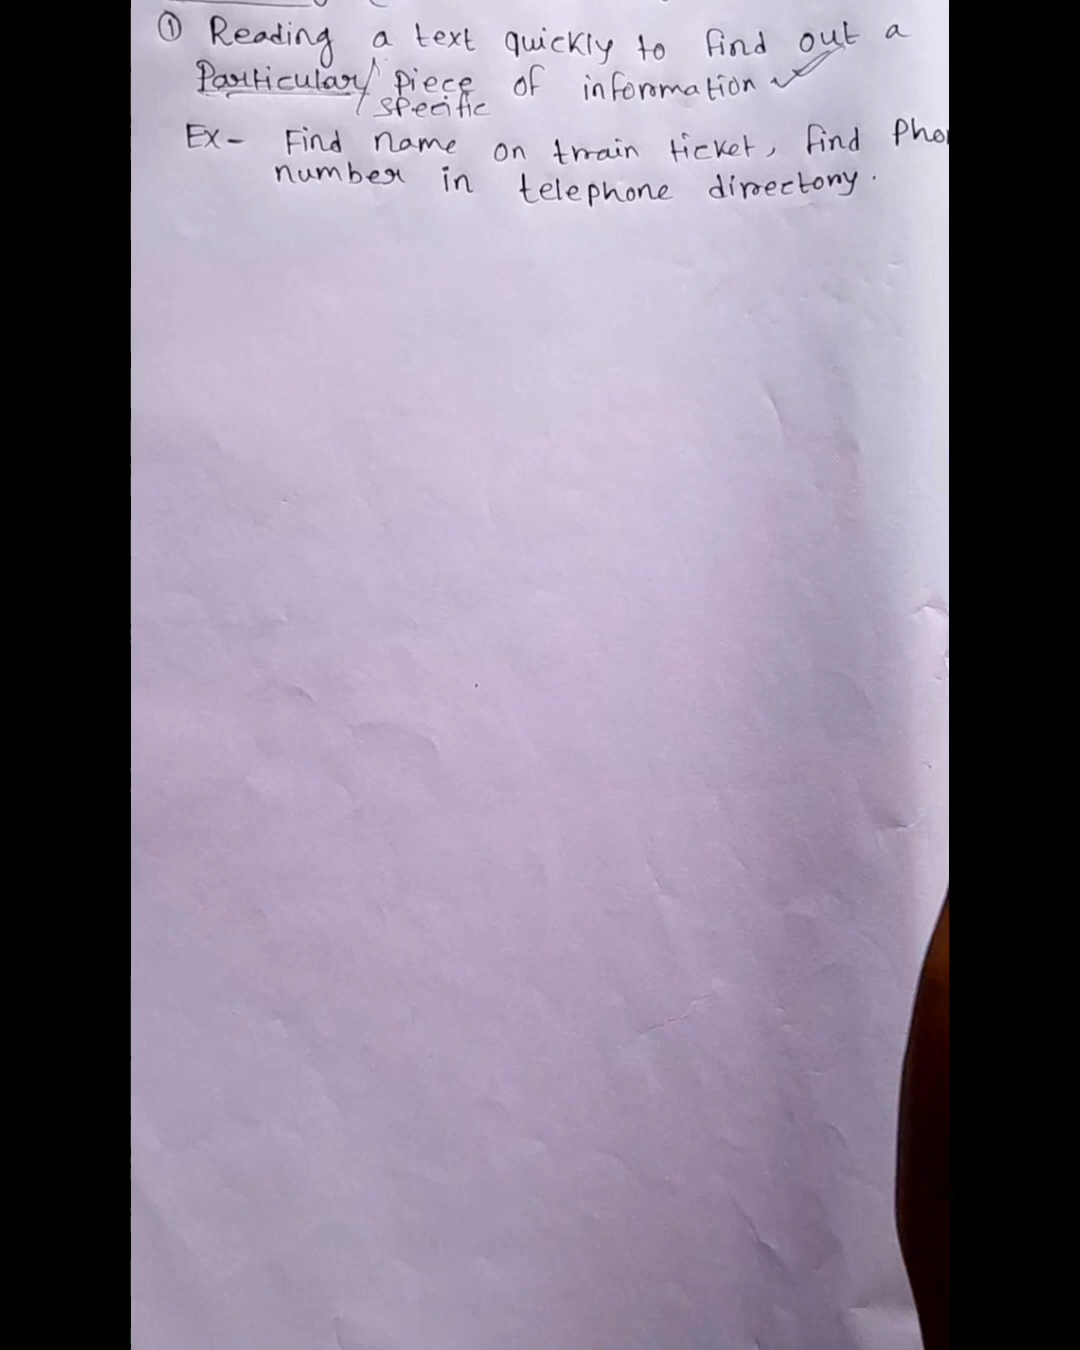 ① Reading a text quickly to find out a
Particular/ piece of information ✓
specific
Ex- Find name on train ticket, find
number in telephone directory.